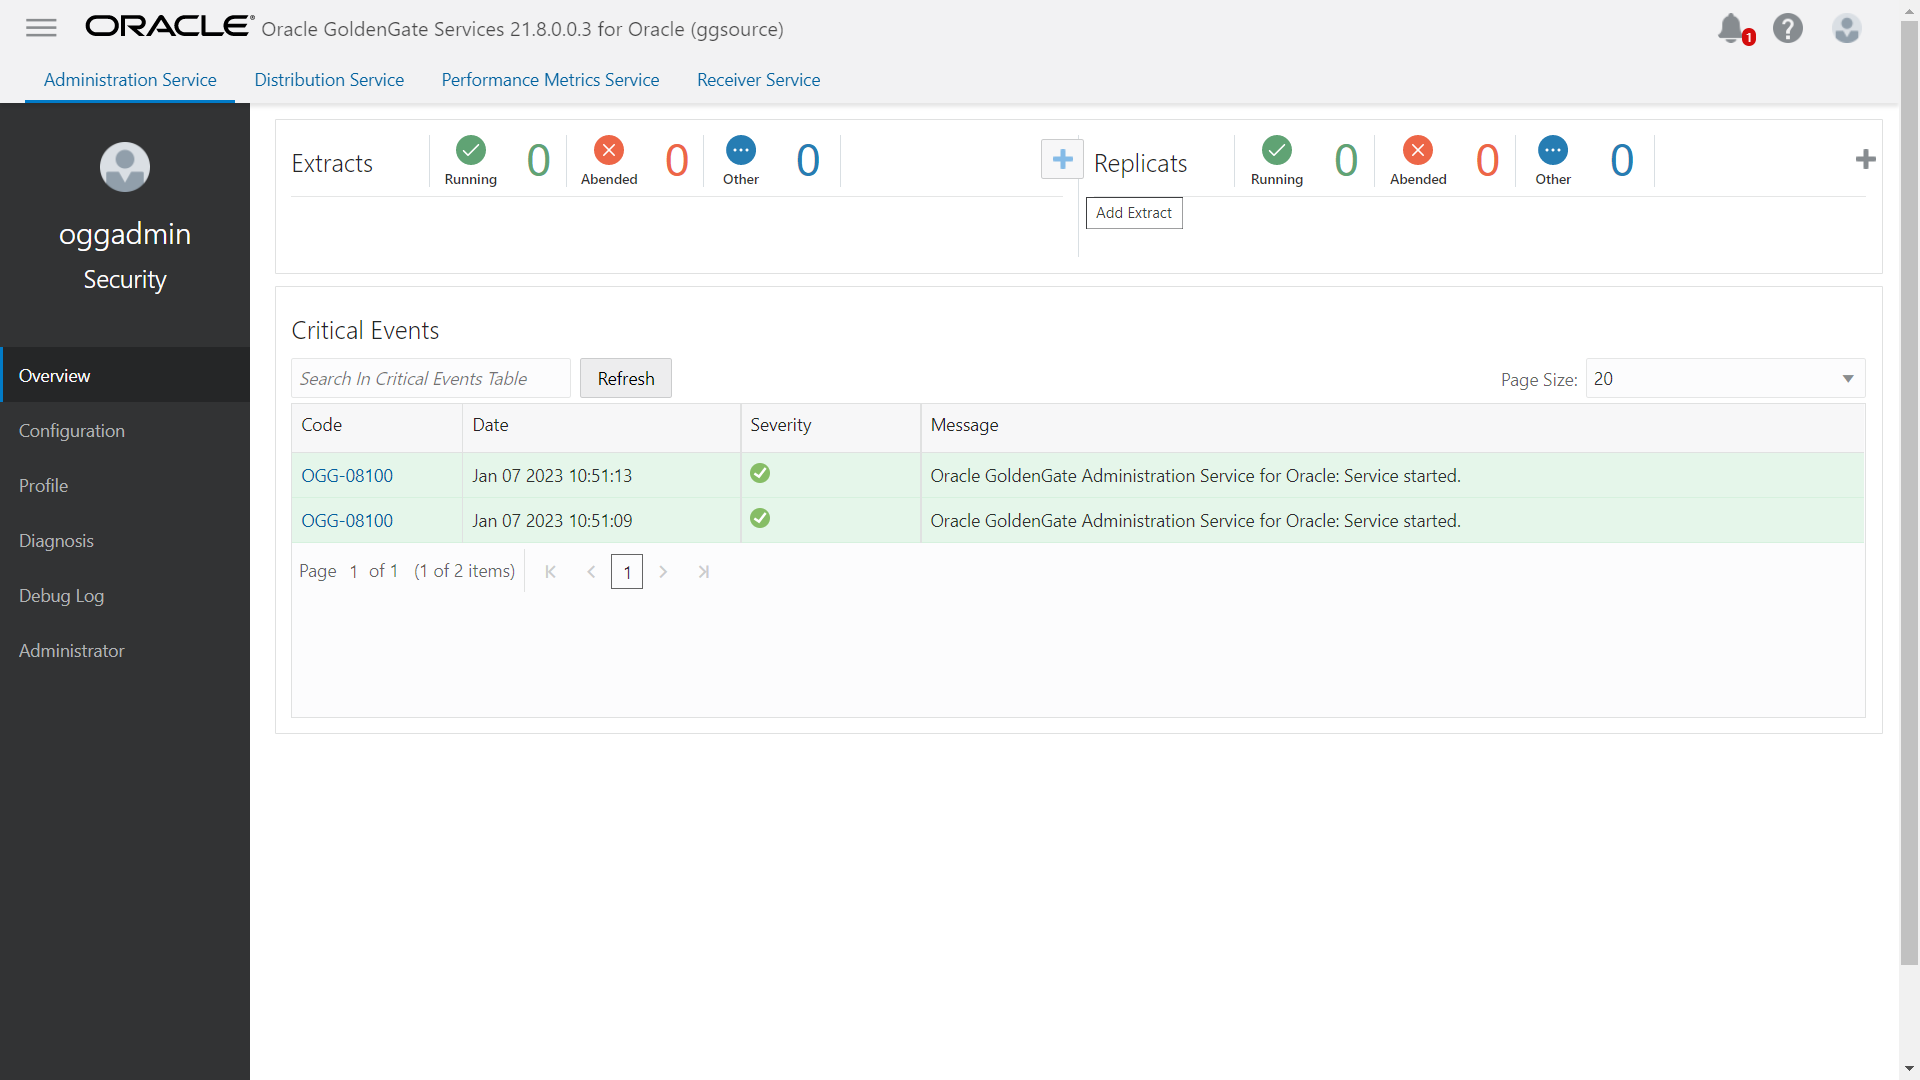 ORACLE® Oracle GoldenGate Services 21.8.0.0.3 for Oracle (ggsource)
1
?
Administration Service Distribution Service Performance Metrics Service Receiver Service
oggadmin
Security
Overview
Configuration
Profile
Diagnosis
Debug Log
Administrator
Extracts
Running 0
Abended 0
Other 0
Replicats
Running 0
Abended 0
Other 0
Add Extract
Critical Events
Search In Critical Events Table Refresh Page Size: 20
Code Date Severity Message
OGG-08100 Jan 07 2023 10:51:13 Oracle GoldenGate Administration Service for Oracle: Service started.
OGG-08100 Jan 07 2023 10:51:09 Oracle GoldenGate Administration Service for Oracle: Service started.
Page 1 of 1 (1 of 2 items) 1